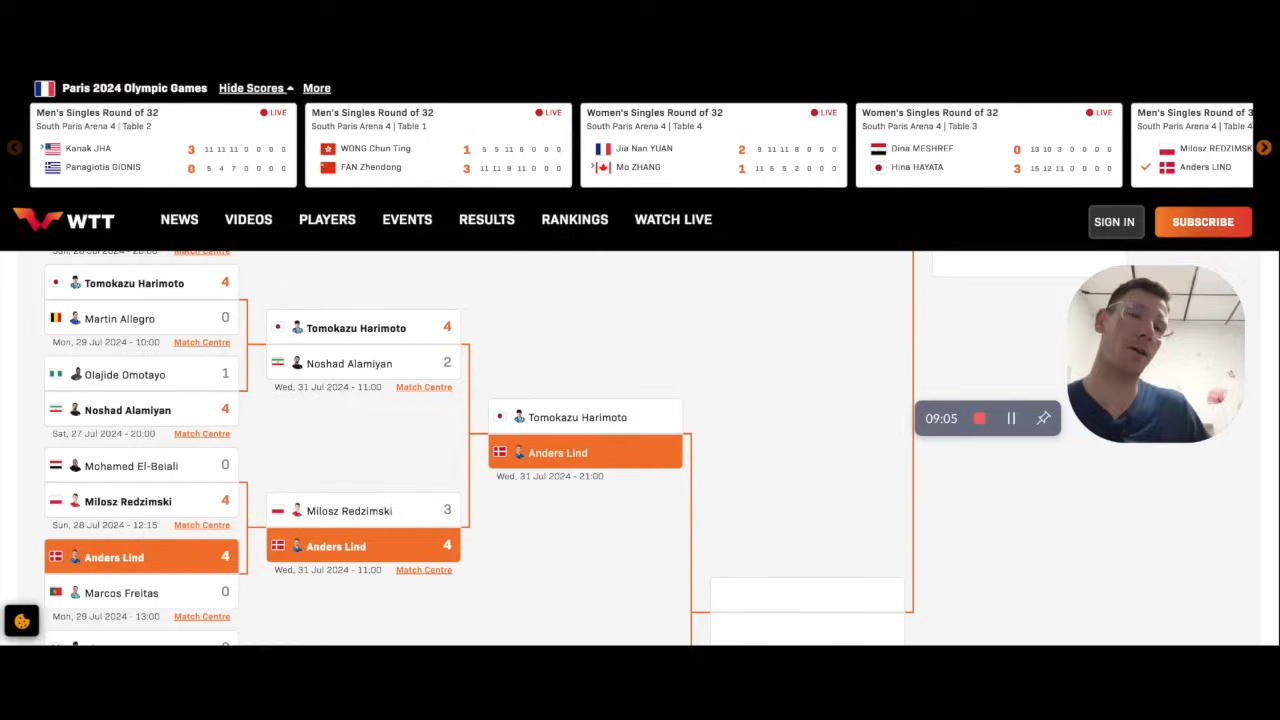 Paris 2024 Olympic Games Hide Scores More
Men's Singles Round of 32 LIVE
South Paris Arena 4 | Table 2
Kanak JHA 3 11 11 11 0 0 0 0
Panagiotis GIONIS 0 5 4 7 0 0 0 0
Men's Singles Round of 32 LIVE
South Paris Arena 4 | Table 1
WONG Chun Ting 1
FAN Zhendong 3 11 11 9 11 0 0 0
Women's Singles Round of 32 LIVE
South Paris Arena 4 | Table 4
Jia Nan YUAN 2 9 11 11 8 0 0 0
Mo ZHANG 1 11 6 5 2 0 0 0
Women's Singles Round of 32 LIVE
South Paris Arena 4 | Table 3
Dina MESHREF 0 13 10 3 0 0 0 0
Hina HAYATA 3 15 12 11 0 0 0 0
Men's Singles Round of 3
South Paris Arena 4 | Table 4
Milosz REDZIMSK
Anders LIND
WTT NEWS VIDEOS PLAYERS EVENTS RESULTS RANKINGS WATCH LIVE SIGN IN SUBSCRIBE
Match Centre
Tomokazu Harimoto 4
Martin Allegro 0
Mon, 29 Jul 2024 - 10:00 Match Centre
Olajide Omotayo 1
Noshad Alamiyan 4
Sat, 27 Jul 2024 - 20:00 Match Centre
Mohamed El-Beiali 0
Milosz Redzimski 4
Sun, 28 Jul 2024 - 12:15 Match Centre
Anders Lind 4
Marcos Freitas 0
Mon, 29 Jul 2024 - 13:00 Match Centre
Tomokazu Harimoto 4
Noshad Alamiyan 2
Wed, 31 Jul 2024 - 11:00 Match Centre
Milosz Redzimski 3
Anders Lind 4
Wed, 31 Jul 2024 - 11:00 Match Centre
Tomokazu Harimoto
Anders Lind
Wed, 31 Jul 2024 - 21:00
09:05